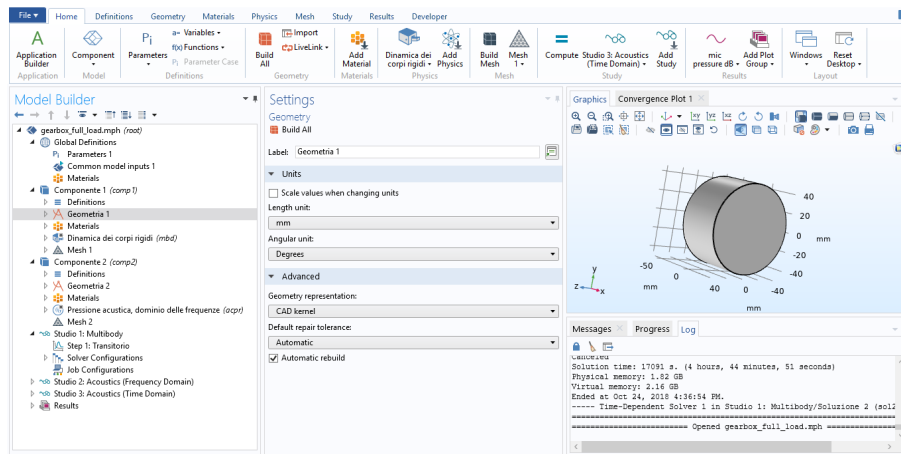 File Home Definitions Geometry Materials Physics Mesh Study Results Developer
Application Builder
Component
Pi Parameters
a= Variables
f(x) Functions
Pi Parameter Case
Build All
Import
LiveLink
Add Material
Dinamica dei corpi rigidi
Add Physics
Build Mesh
Mesh 1
Compute
Studio 3: Acoustics (Time Domain)
Add Study
mic pressure dB
Add Plot Group
Windows
Reset Desktop
Application Model Definitions Geometry Materials Physics Mesh Study Results Layout
Model Builder
gearbox_full_load.mph (root)
Global Definitions
Pi Parameters 1
Common model inputs 1
Materials
Componente 1 (comp1)
Definitions
Geometria 1
Materials
Dinamica dei corpi rigidi (mbd)
Mesh 1
Componente 2 (comp2)
Definitions
Geometria 2
Materials
Pressione acustica, dominio delle frequenze (acpr)
Mesh 2
Studio 1: Multibody
Step 1: Transitorio
Solver Configurations
Job Configurations
Studio 2: Acoustics (Frequency Domain)
Studio 3: Acoustics (Time Domain)
Results
Settings
Geometry
Build All
Label: Geometria 1
Units
Scale values when changing units
Length unit:
mm
Angular unit:
Degrees
Advanced
Geometry representation:
CAD kernel
Default repair tolerance:
Automatic
Automatic rebuild
Graphics Convergence Plot 1
xy yz xz
40
20
0 mm
-20
-40
-50
0
mm
40 0 -40
mm
y
z x
Messages Progress Log
Canceled
Solution time: 17091 s. (4 hours, 44 minutes, 51 seconds)
Physical memory: 1.82 GB
Virtual memory: 2.16 GB
Ended at Oct 24, 2018 4:36:54 PM.
----- Time-Dependent Solver 1 in Studio 1: Multibody/Soluzione 2 (sol2
======================== Opened gearbox_full_load.mph ================